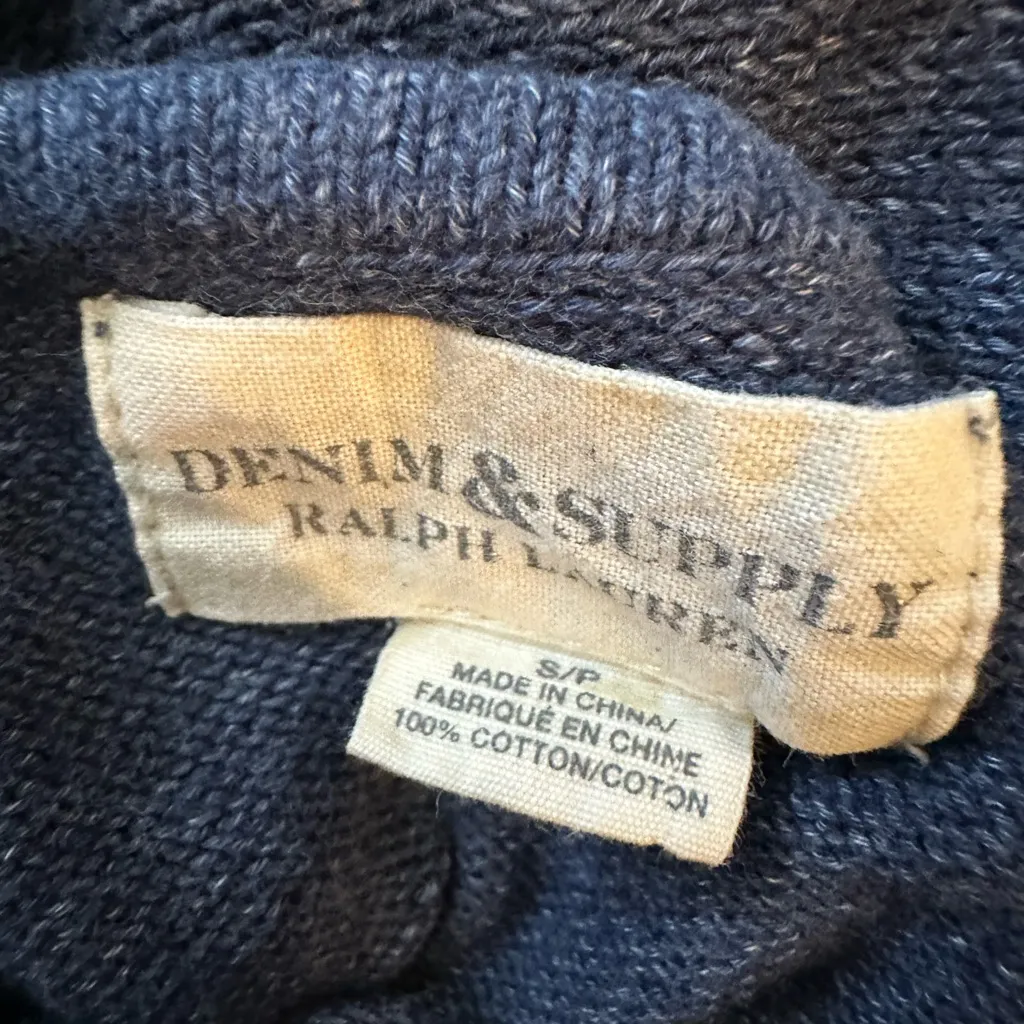 DENIM & SUPPLY
RALPH LAUREN
S/P
MADE IN CHINA/
FABRIQUÉ EN CHINE
100% COTTON/COTON